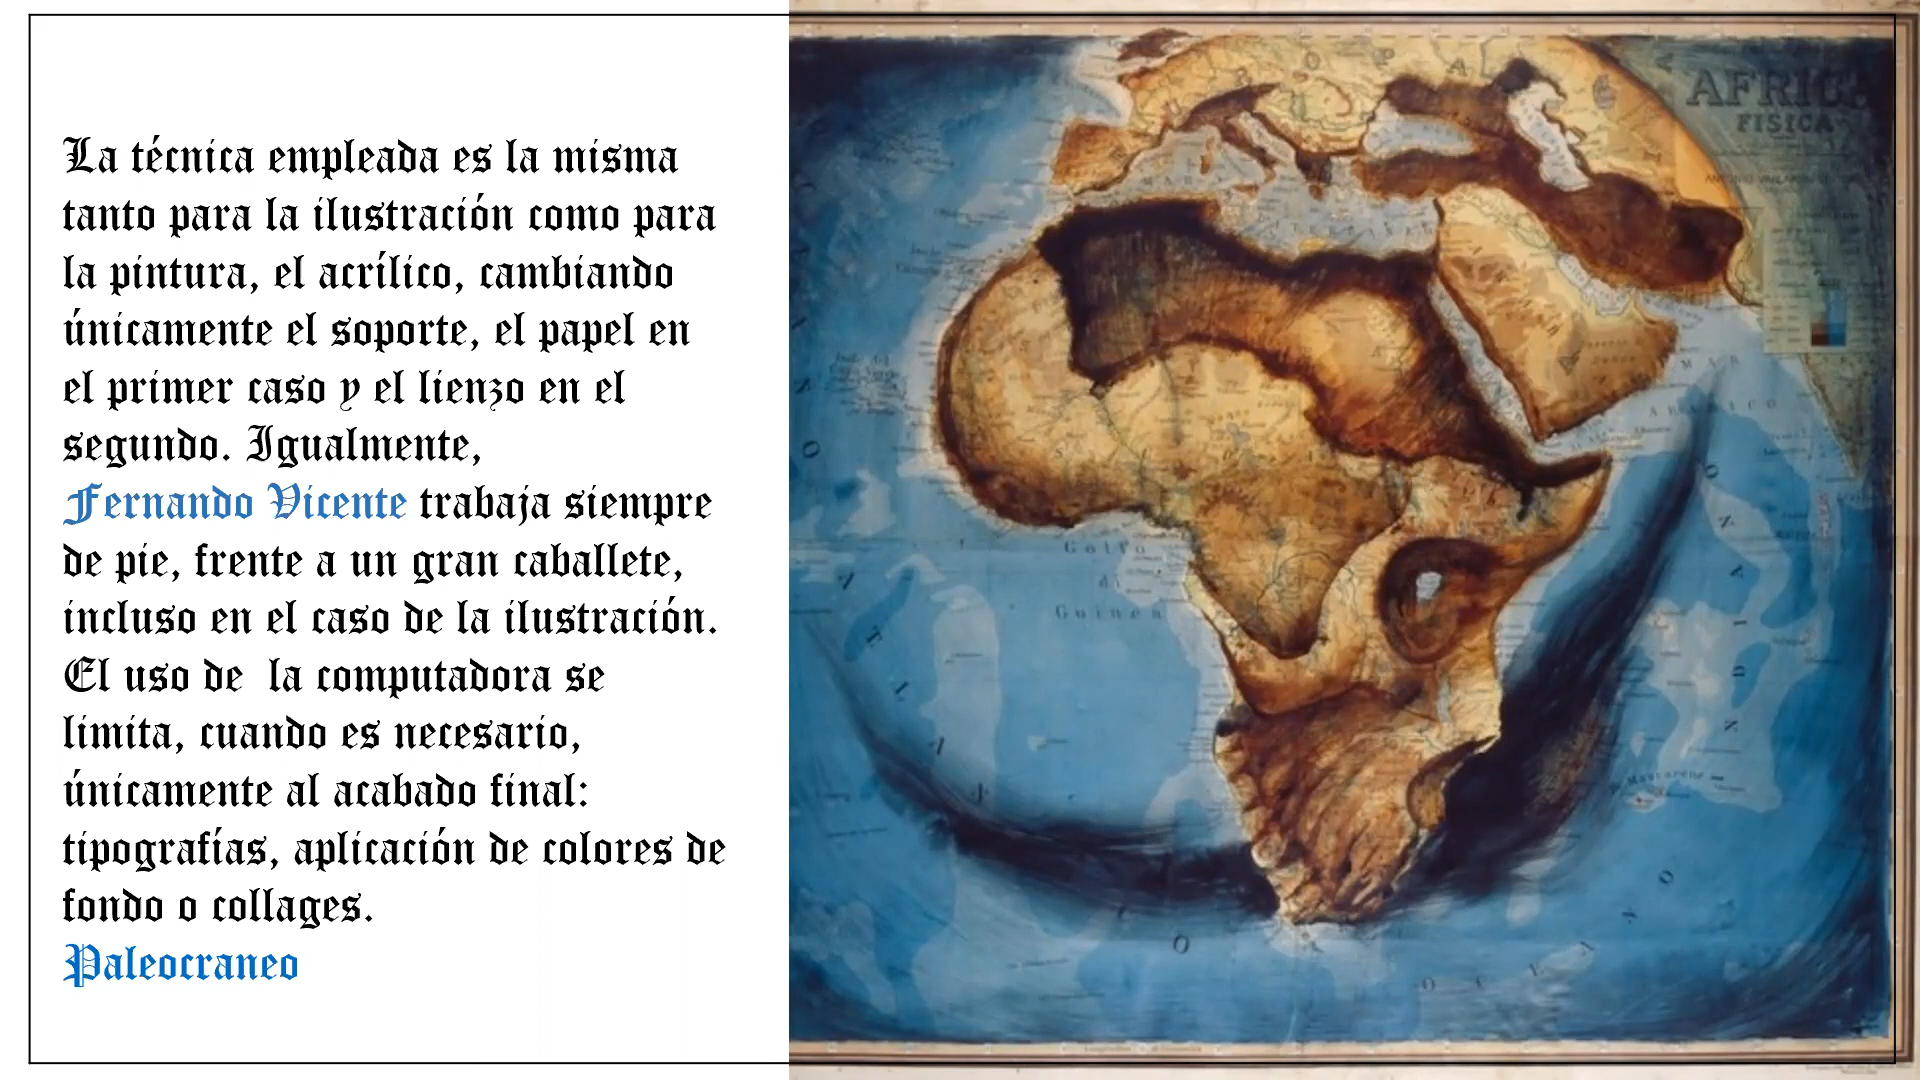 La técnica empleada es la misma
tanto para la ilustración como para
la pintura, el acrílico, cambiando
únicamente el soporte, el papel en
el primer caso y el lienzo en el
segundo. Igualmente,
Fernando Vicente trabaja siempre
de pie, frente a un gran caballete,
incluso en el caso de la ilustración.
El uso de  la computadora se
limita, cuando es necesario,
únicamente al acabado final:
tipografías, aplicación de colores de
fondo o collages.
Paleocraneo
FISICA
Golfo
di
Guinea